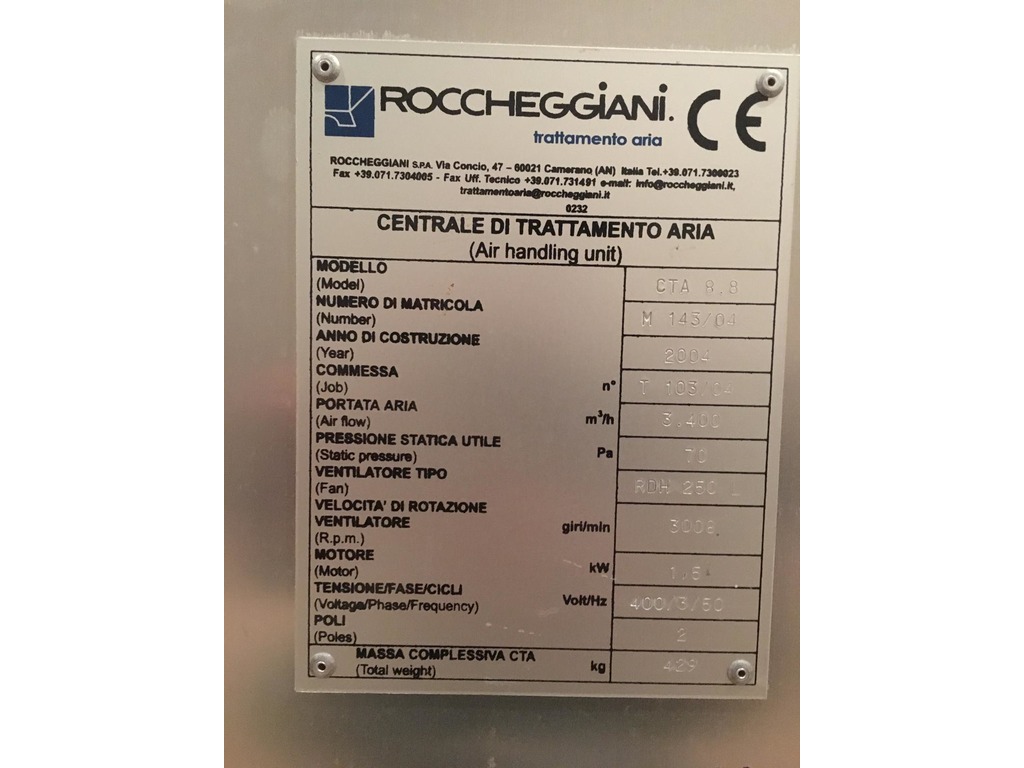 ROCCHEGGIANI. CE
trattamento aria
ROCCHEGGIANI S.P.A. Via Concio, 47 - 60021 Camerano (AN) Italia Tel.+39.071.7300023
Fax +39.071.7304005 - Fax Uff. Tecnico +39.071.731491 e-mail: info@roccheggiani.it,
trattamentoaria@roccheggiani.it
0232
CENTRALE DI TRATTAMENTO ARIA
(Air handling unit)
MODELLO
(Model) CTA 8.8
NUMERO DI MATRICOLA
(Number) M 143/04
ANNO DI COSTRUZIONE
(Year) 2004
COMMESSA
(Job) n° T 103/04
PORTATA ARIA
(Air flow) m³/h 3.400
PRESSIONE STATICA UTILE
(Static pressure) Pa 70
VENTILATORE TIPO
(Fan) RDH 250 L
VELOCITA' DI ROTAZIONE
VENTILATORE giri/min 3008
(R.p.m.)
MOTORE
(Motor) kW 1.5
TENSIONE/FASE/CICLI
(Voltage/Phase/Frequency) Volt/Hz 400/3/50
POLI
(Poles) 2
MASSA COMPLESSIVA CTA
(Total weight) kg 429